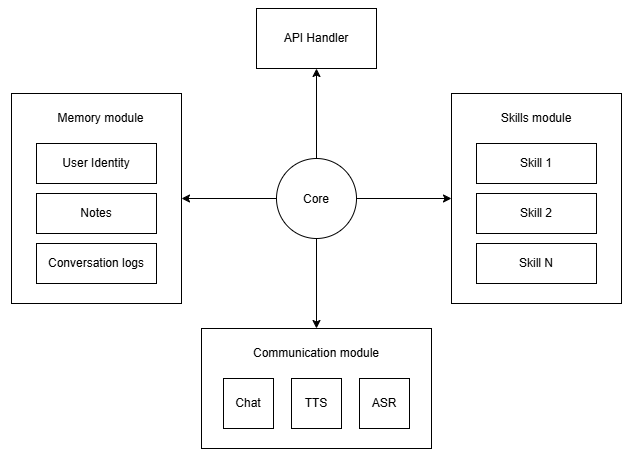 API Handler
Memory module
User Identity
Notes
Conversation logs
Core
Skills module
Skill 1
Skill 2
Skill N
Communication module
Chat
TTS
ASR